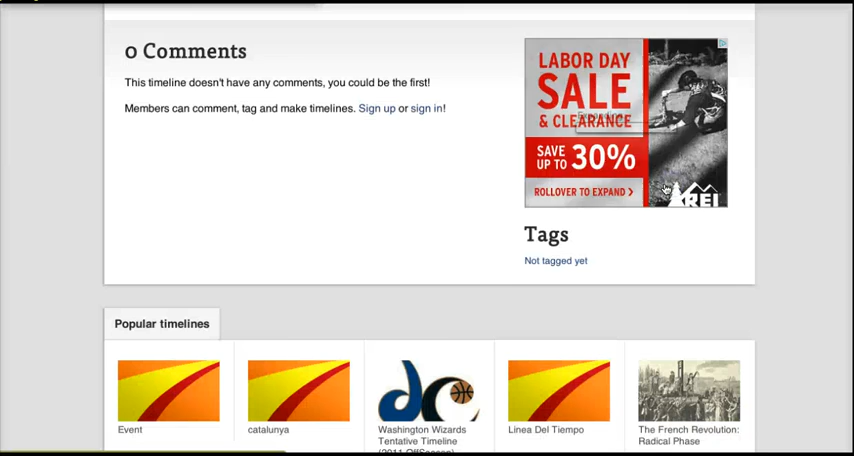 0 Comments
This timeline doesn't have any comments, you could be the first!
Members can comment, tag and make timelines. Sign up or sign in!
LABOR DAY
SALE
& CLEARANCE
SAVE
UP TO 30%
ROLLOVER TO EXPAND >
REI
Tags
Not tagged yet
Popular timelines
Event
catalunya
dc
Washington Wizards
Tentative Timeline
(2011 OffSeason)
Linea Del Tiempo
The French Revolution:
Radical Phase